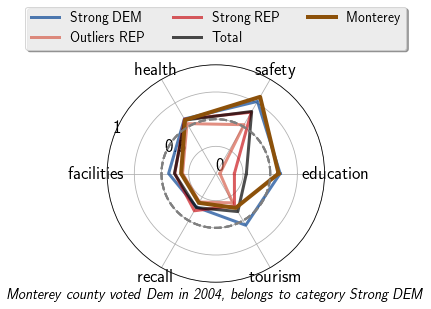 Strong DEM Strong REP Monterey
Outliers REP Total
health safety
1
0
0
facilities education
recall tourism
Monterey county voted Dem in 2004, belongs to category Strong DEM